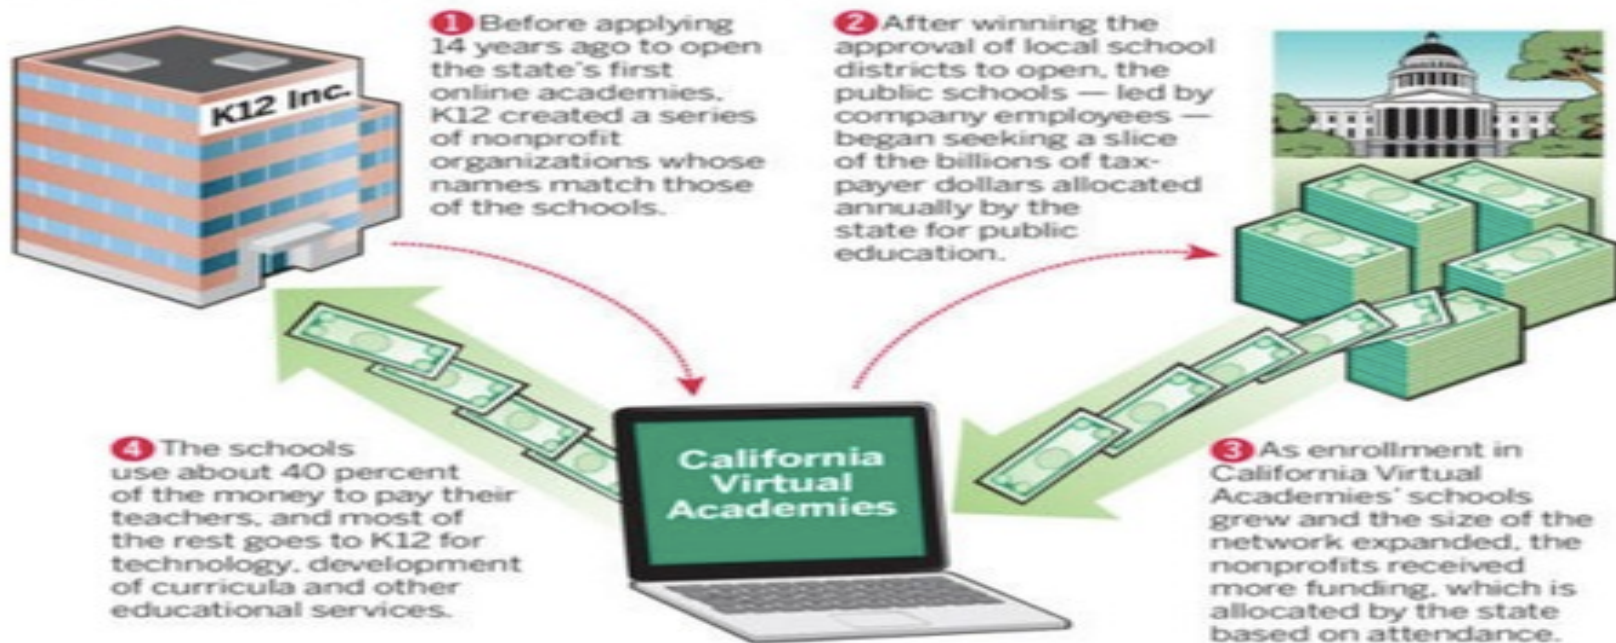 K12 Inc.
1 Before applying
14 years ago to open
the state's first
online academies,
K12 created a series
of nonprofit
organizations whose
names match those
of the schools.
2 After winning the
approval of local school
districts to open, the
public schools — led by
company employees —
began seeking a slice
of the billions of tax-
payer dollars allocated
annually by the
state for public
education.
California
Virtual
Academies
3 As enrollment in
California Virtual
Academies' schools
grew and the size of the
network expanded, the
nonprofits received
more funding, which is
allocated by the state
based on attendance.
4 The schools
use about 40 percent
of the money to pay their
teachers, and most of
the rest goes to K12 for
technology, development
of curricula and other
educational services.